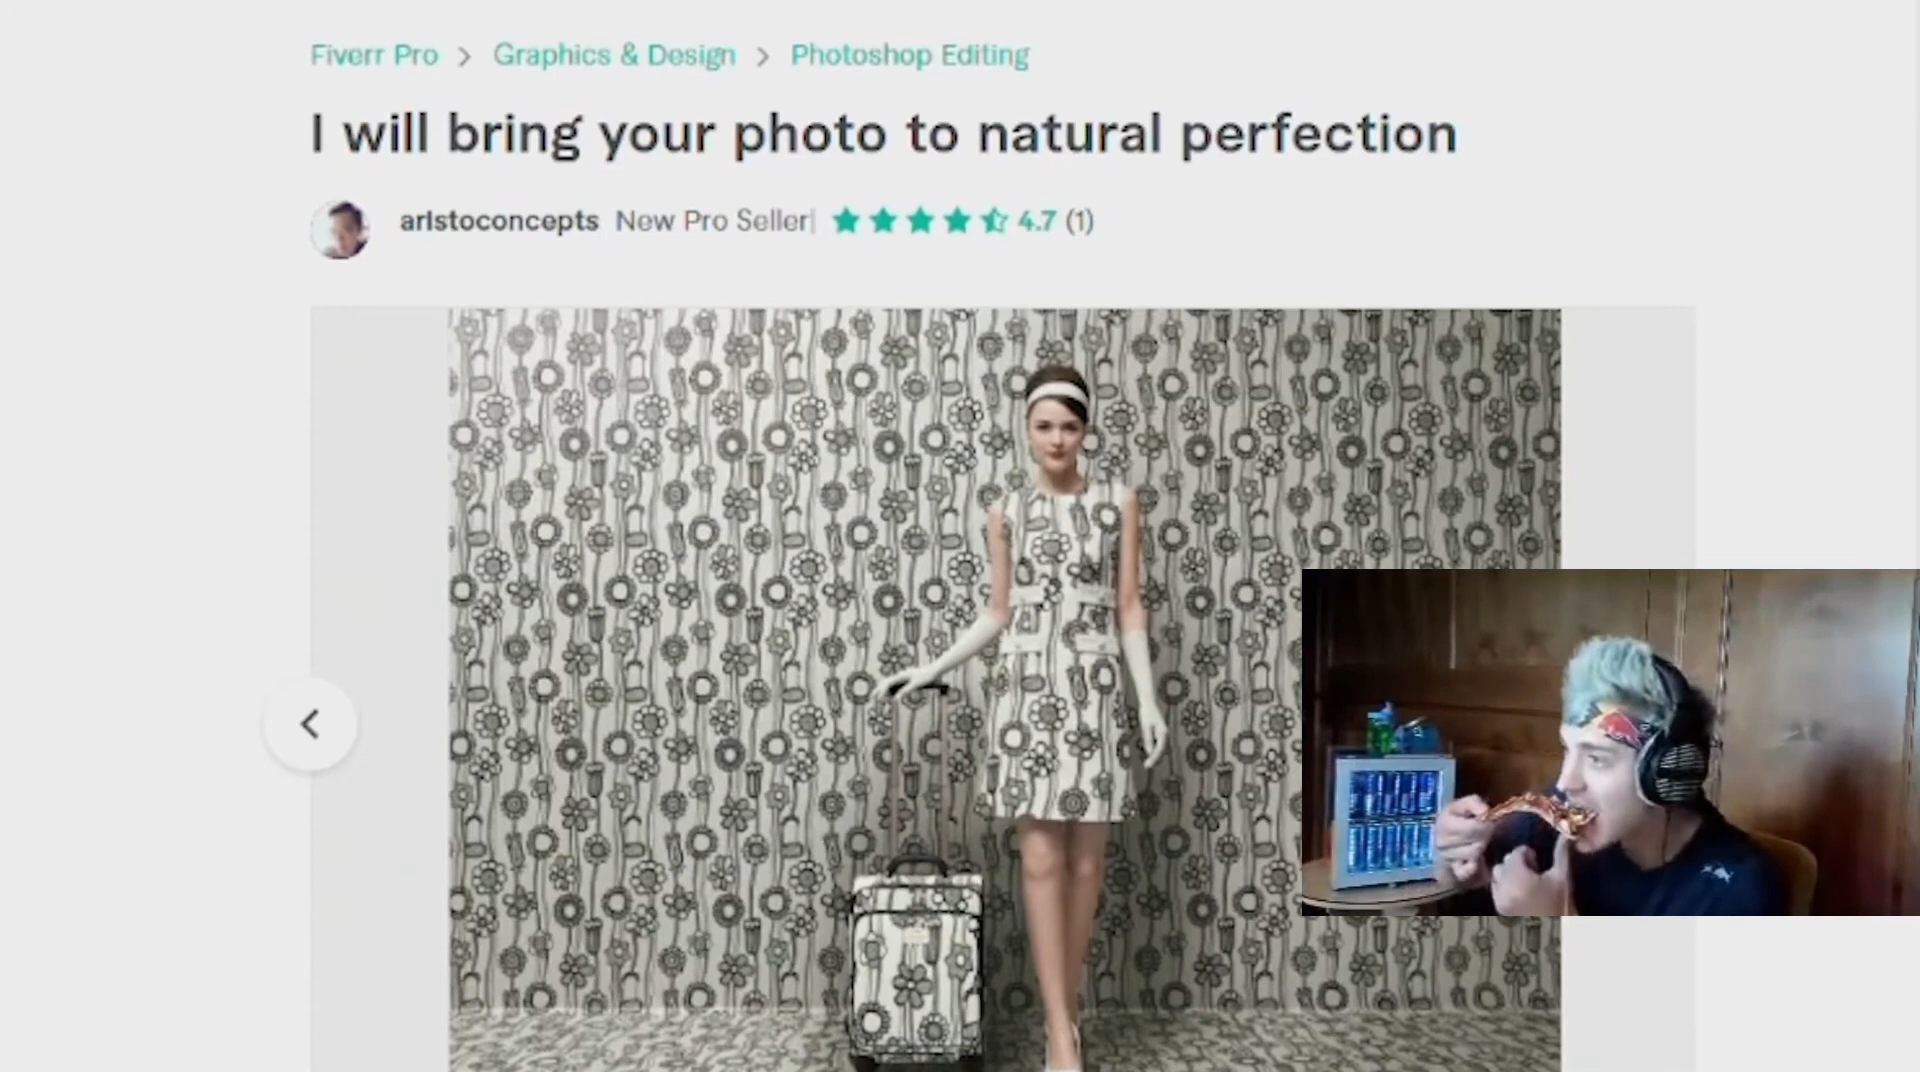 Fiverr Pro > Graphics & Design > Photoshop Editing
I will bring your photo to natural perfection
aristoconcepts New Pro Seller| 4.7 (1)